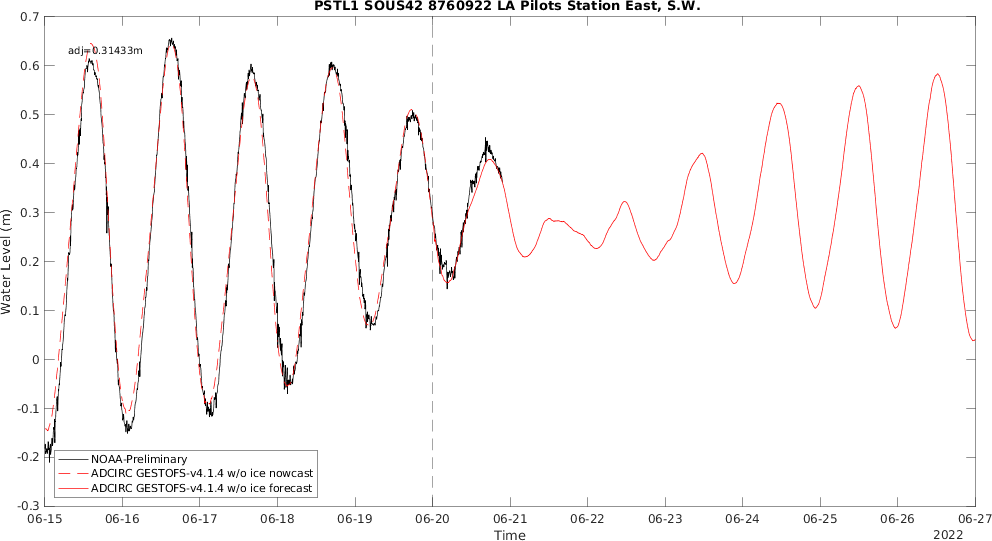 PSTL1 SOUS42 8760922 LA Pilots Station East, S.W.
adj=0.31433m
Water Level (m)
0.7
0.6
0.5
0.4
0.3
0.2
0.1
0
-0.1
-0.2
-0.3
NOAA-Preliminary
ADCIRC GESTOFS-v4.1.4 w/o ice nowcast
ADCIRC GESTOFS-v4.1.4 w/o ice forecast
06-15 06-16 06-17 06-18 06-19 06-20 06-21 06-22 06-23 06-24 06-25 06-26 06-27
Time
2022